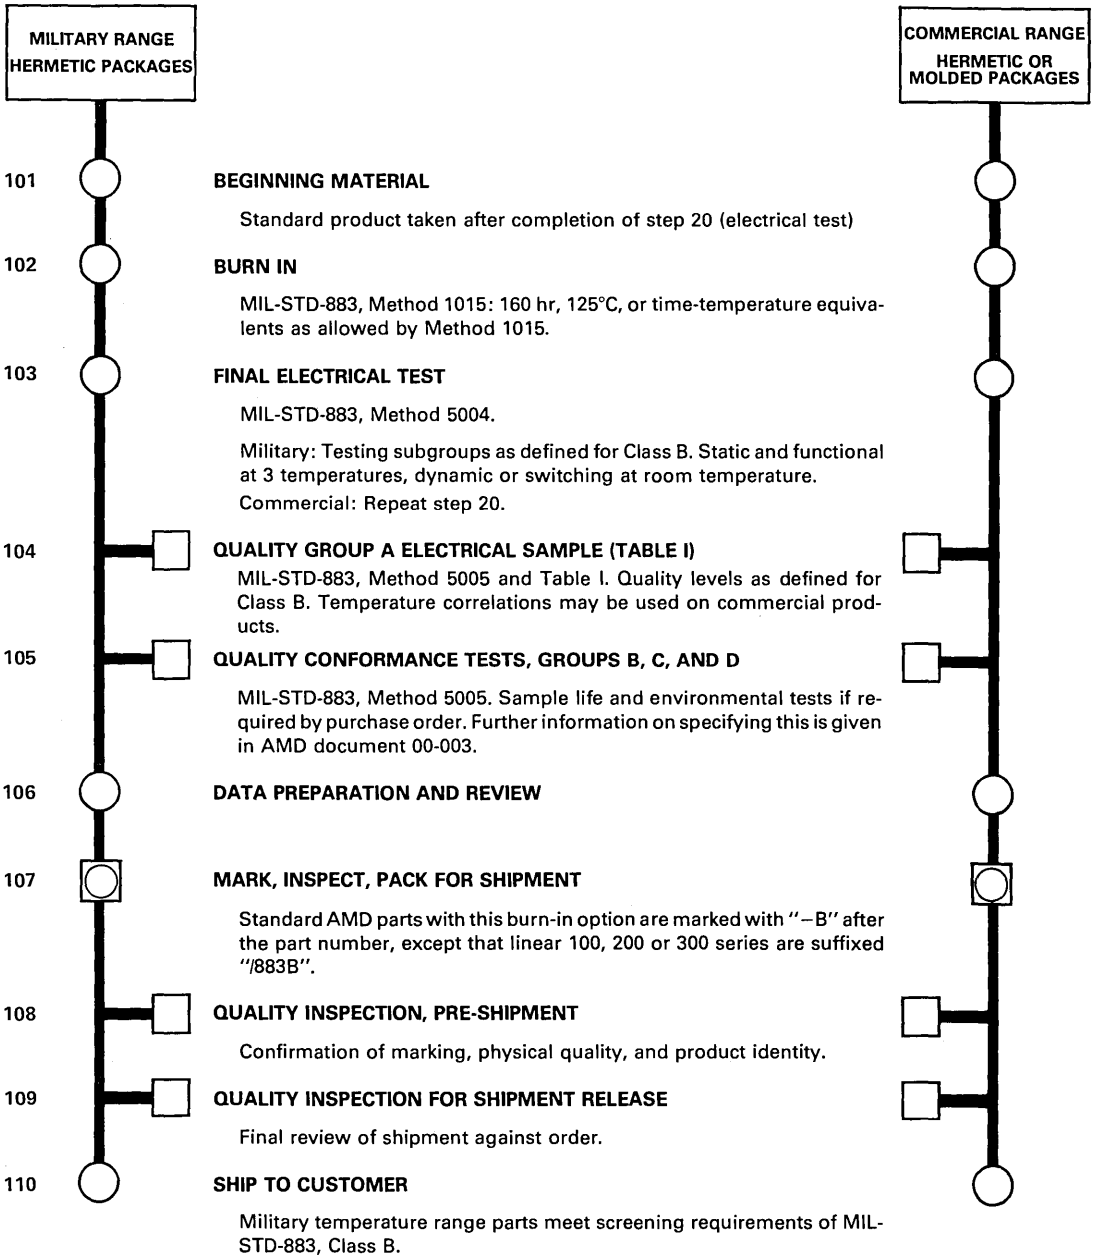 MILITARY RANGE
HERMETIC PACKAGES
COMMERCIAL RANGE
HERMETIC OR
MOLDED PACKAGES
101
BEGINNING MATERIAL
Standard product taken after completion of step 20 (electrical test)
102
BURN IN
MIL-STD-883, Method 1015: 160 hr, 125°C, or time-temperature equiva-
lents as allowed by Method 1015.
103
FINAL ELECTRICAL TEST
MIL-STD-883, Method 5004.
Military: Testing subgroups as defined for Class B. Static and functional
at 3 temperatures, dynamic or switching at room temperature.
Commercial: Repeat step 20.
104
QUALITY GROUP A ELECTRICAL SAMPLE (TABLE I)
MIL-STD-883, Method 5005 and Table I. Quality levels as defined for
Class B. Temperature correlations may be used on commercial prod-
ucts.
105
QUALITY CONFORMANCE TESTS, GROUPS B, C, AND D
MIL-STD-883, Method 5005. Sample life and environmental tests if re-
quired by purchase order. Further information on specifying this is given
in AMD document 00-003.
106
DATA PREPARATION AND REVIEW
107
MARK, INSPECT, PACK FOR SHIPMENT
Standard AMD parts with this burn-in option are marked with "–B" after
the part number, except that linear 100, 200 or 300 series are suffixed
"/883B".
108
QUALITY INSPECTION, PRE-SHIPMENT
Confirmation of marking, physical quality, and product identity.
109
QUALITY INSPECTION FOR SHIPMENT RELEASE
Final review of shipment against order.
110
SHIP TO CUSTOMER
Military temperature range parts meet screening requirements of MIL-
STD-883, Class B.